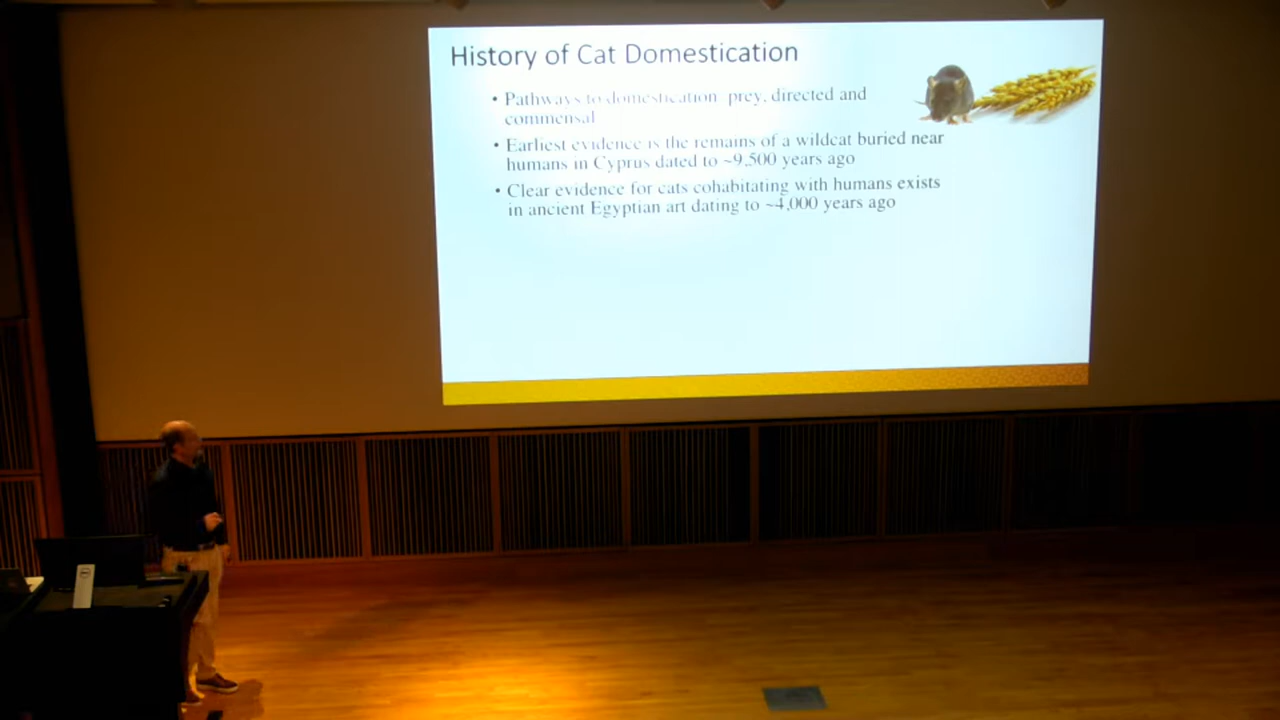 History of Cat Domestication
• Pathways to domestication prey, directed and
commensal
• Earliest evidence is the remains of a wildcat buried near
humans in Cyprus dated to ~9,500 years ago
• Clear evidence for cats cohabitating with humans exists
in ancient Egyptian art dating to ~4,000 years ago